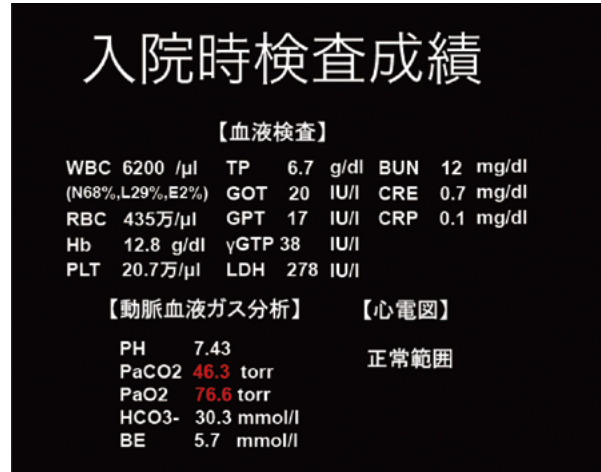 入院時検査成績
【血液検査】
WBC 6200 /μl TP 6.7 g/dl BUN 12 mg/dl
(N68%,L29%,E2%) GOT 20 IU/l CRE 0.7 mg/dl
RBC 435万/μl GPT 17 IU/l CRP 0.1 mg/dl
Hb 12.8 g/dl γGTP 38 IU/l
PLT 20.7万/μl LDH 278 IU/l
【動脈血液ガス分析】 【心電図】
PH 7.43
正常範囲
PaCO2 46.3 torr
PaO2 76.6 torr
HCO3- 30.3 mmol/l
BE 5.7 mmol/l